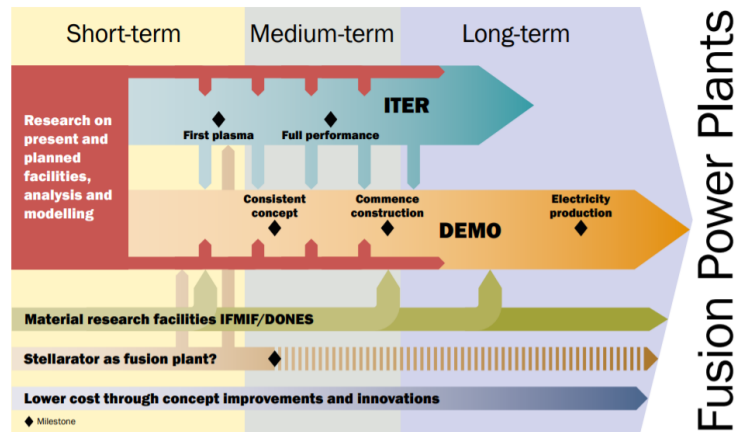 Short-term
Medium-term
Long-term
Research on
present and
planned
facilities,
analysis and
modelling
ITER
First plasma
Full performance
Consistent
concept
Commence
construction
Electricity
production
DEMO
Material research facilities IFMIF/DONES
Stellarator as fusion plant?
Lower cost through concept improvements and innovations
Milestone
Fusion Power Plants